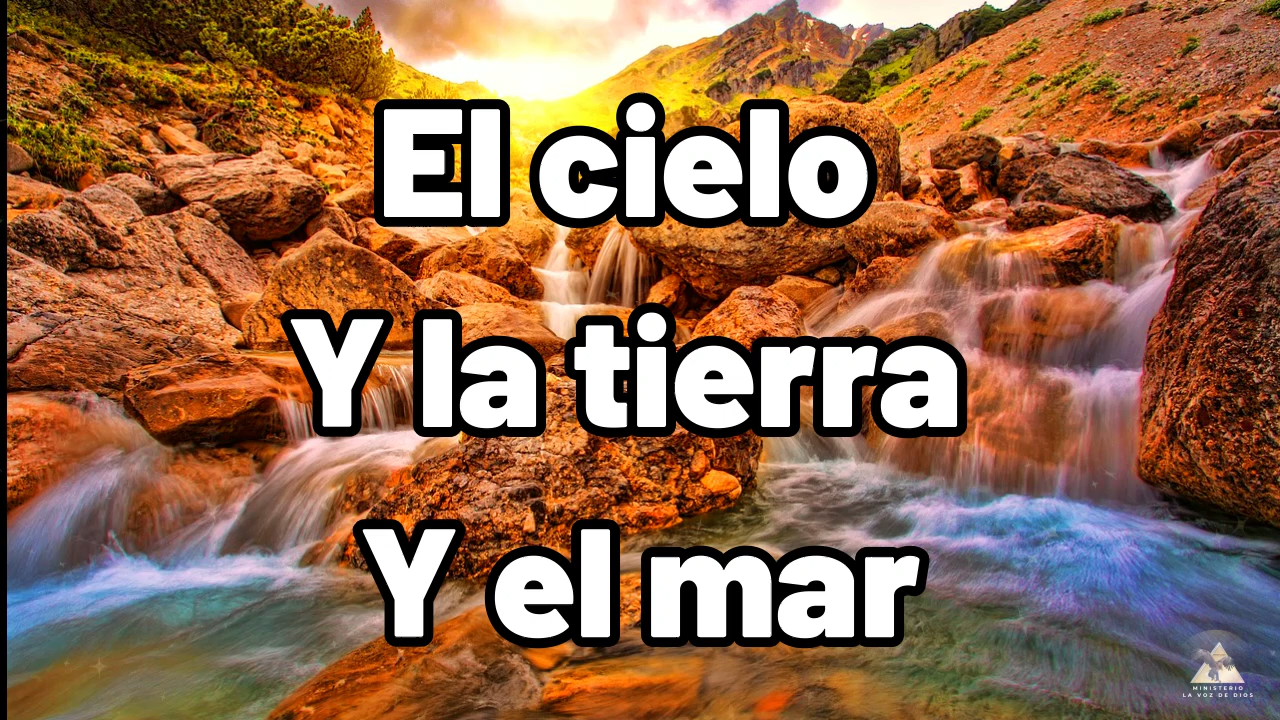 El cielo
Y la tierra
Y el mar
MINISTERIO
LA VOZ DE DIOS